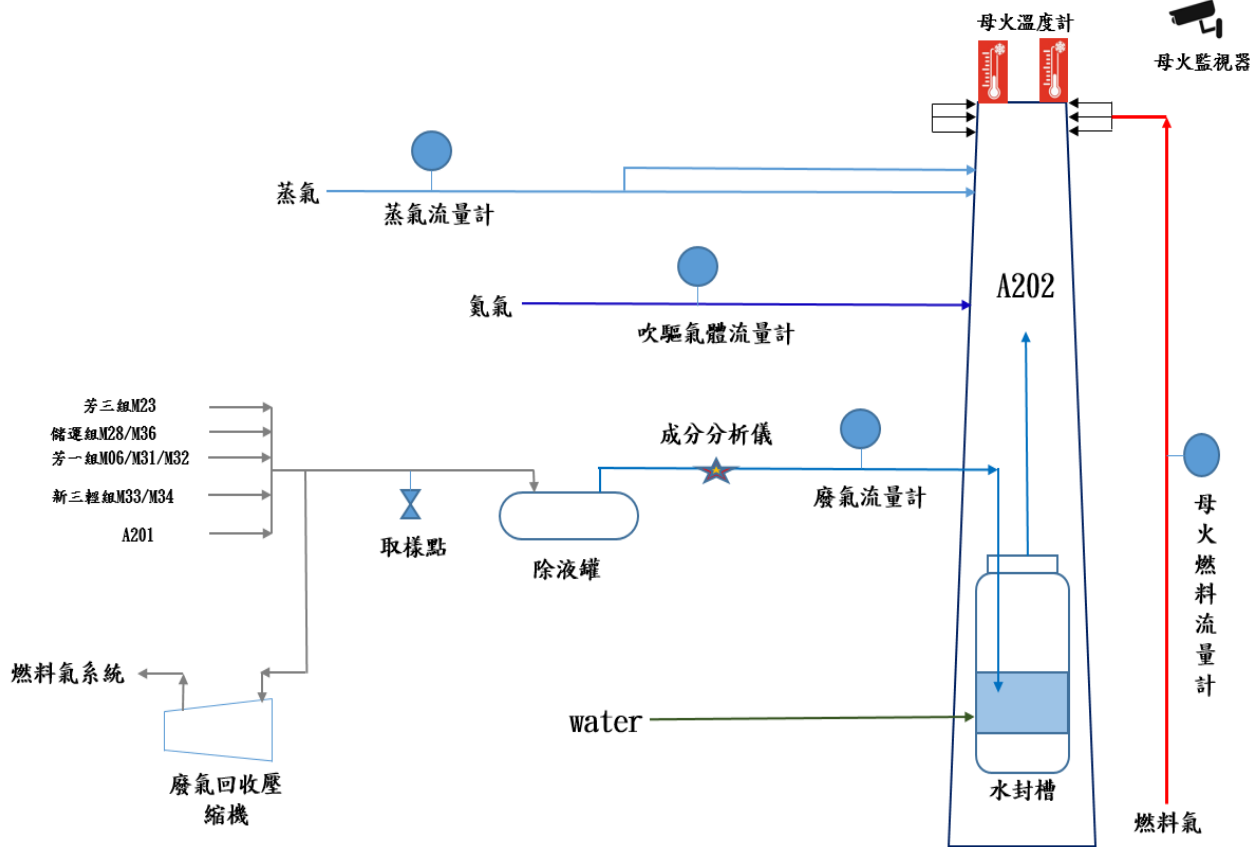 母火溫度計
母火監視器
蒸氣
蒸氣流量計
A202
氮氣
吹驅氣體流量計
芳三組M23
儲運組M28/M36
芳一組M06/M31/M32
新三輕組M33/M34
A201
成分分析儀
廢氣流量計
取樣點
除液罐
母火燃料流量計
燃料氣系統
water
廢氣回收壓
縮機
水封槽
燃料氣